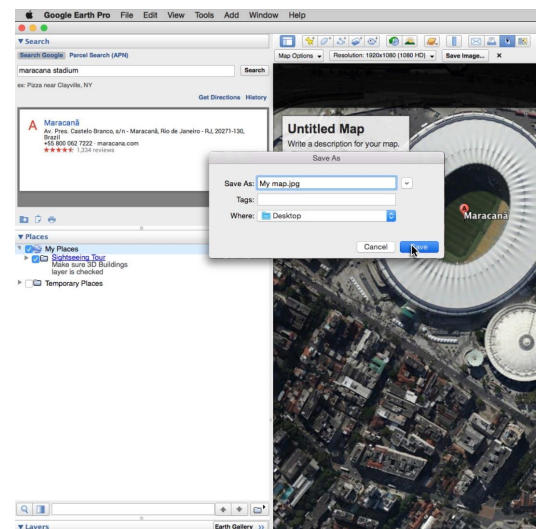 Google Earth Pro File Edit View Tools Add Window Help
▼ Search
Search Google Parcel Search (APN)
maracana stadium Search
ex: Pizza near Clayville, NY
Get Directions History
A Maracanã
Av. Pres. Castelo Branco, s/n - Maracanã, Rio de Janeiro - RJ, 20271-130,
Brazil
+55 800 062 7222 · maracana.com
1,234 reviews
▼ Places
My Places
Sightseeing Tour
Make sure 3D Buildings
layer is checked
Temporary Places
▼ Layers Earth Gallery >>
Map Options Resolution: 1920x1080 (1080 HD) Save Image... ×
Untitled Map
Write a description for your map.
Save As
Save As: My map.jpg
Tags:
Where: Desktop
Cancel Save
A
Maracanã